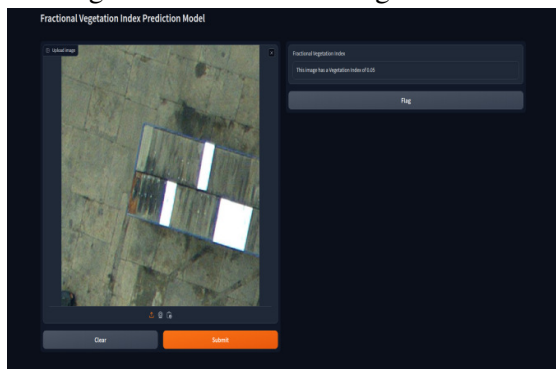 Fractional Vegetation Index Prediction Model
Upload image
Fractional Vegetation Index
This image has a Vegetation Index of 0.05
Flag
Clear
Submit